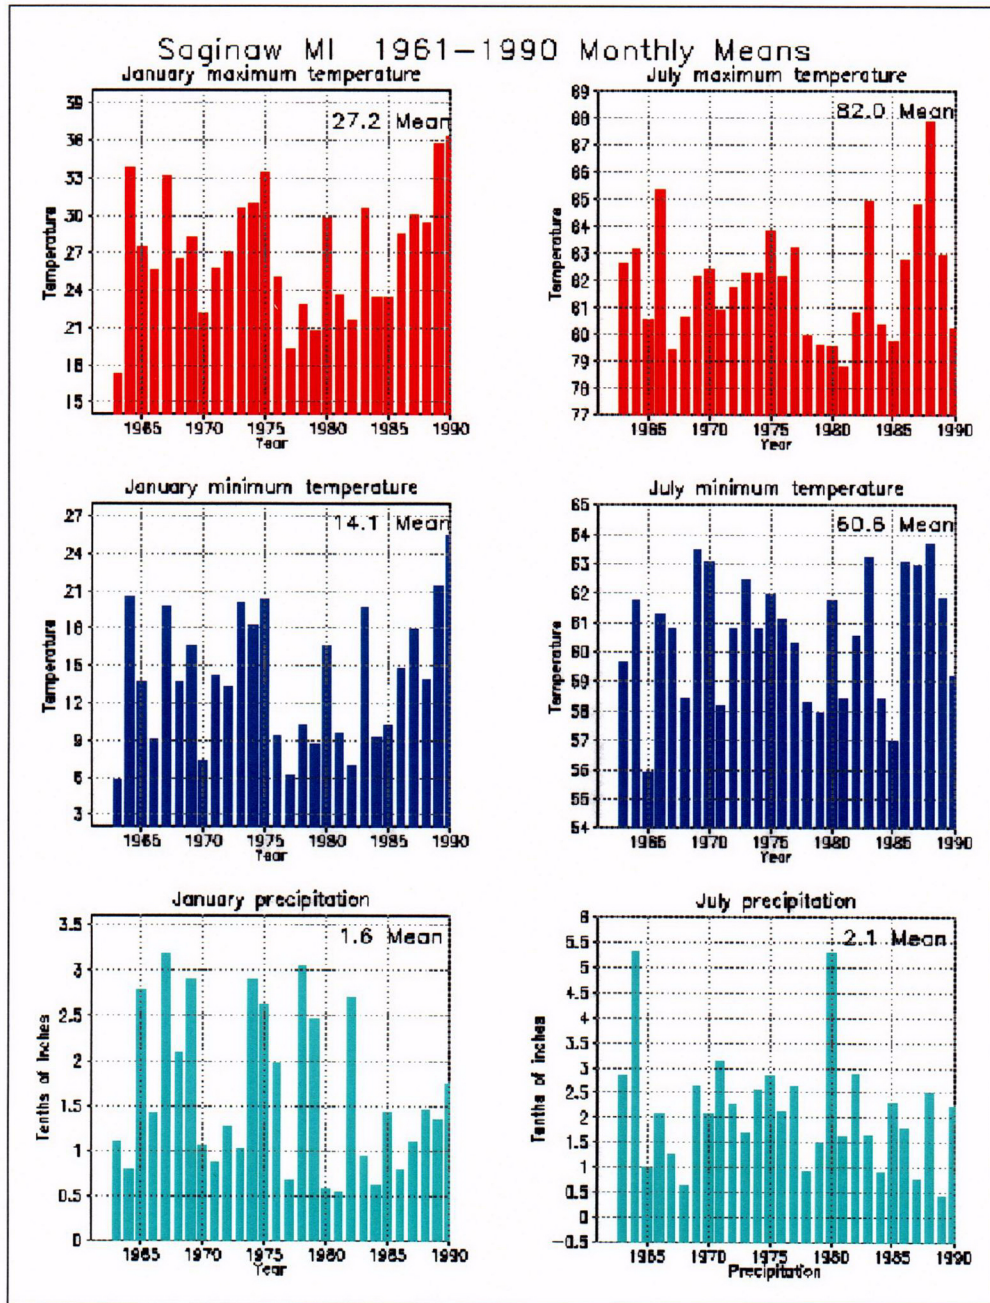 Saginaw MI 1961-1990 Monthly Means
January maximum temperature
27.2 Mean
Temperature
39
36
33
30
27
24
21
18
15
1965 1970 1975 1980 1985 1990
Year
July maximum temperature
82.0 Mean
Temperature
89
88
87
86
85
84
83
82
81
80
79
78
77
1965 1970 1975 1980 1985 1990
Year
January minimum temperature
14.1 Mean
Temperature
27
24
21
18
15
12
9
6
3
1965 1970 1975 1980 1985 1990
Year
July minimum temperature
60.6 Mean
Temperature
65
64
63
62
61
60
59
58
57
56
55
54
1965 1970 1975 1980 1985 1990
Year
January precipitation
1.6 Mean
Tenths of inches
3.5
3
2.5
2
1.5
1
0.5
0
1965 1970 1975 1980 1985 1990
Year
July precipitation
2.1 Mean
Tenths of inches
6
5.5
5
4.5
4
3.5
3
2.5
2
1.5
1
0.5
0
-0.5
1965 1970 1975 1980 1985 1990
Precipitation